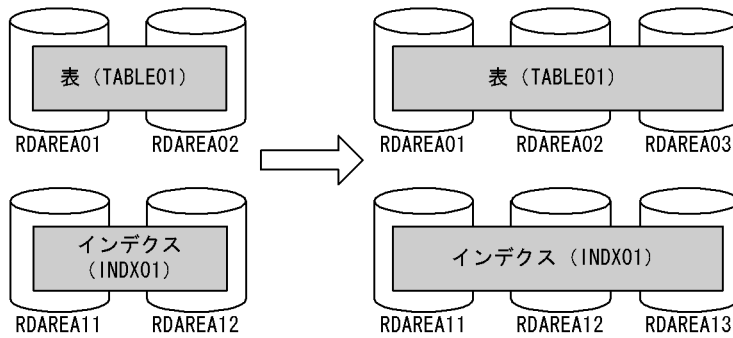 表（TABLE01）
RDAREA01
RDAREA02
表（TABLE01）
RDAREA01
RDAREA02
RDAREA03
インデクス
（INDX01）
RDAREA11
RDAREA12
インデクス（INDX01）
RDAREA11
RDAREA12
RDAREA13